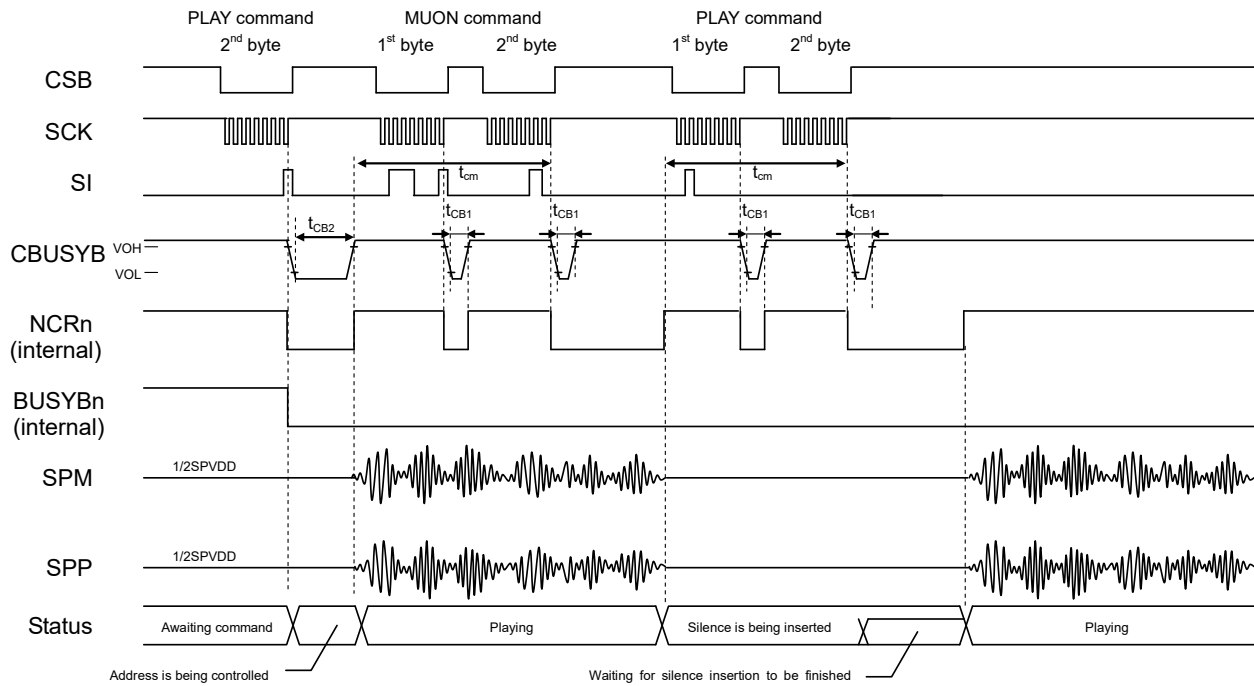 PLAY command MUON command PLAY command
2nd byte 1st byte 2nd byte 1st byte 2nd byte
CSB
SCK
tcm tcm
SI
tCB2 tCB1 tCB1 tCB1 tCB1
VOH
CBUSYB
VOL
NCRn
(internal)
BUSYBn
(internal)
1/2SPVDD
SPM
1/2SPVDD
SPP
Status Awaiting command Playing Silence is being inserted Playing
Address is being controlled Waiting for silence insertion to be finished